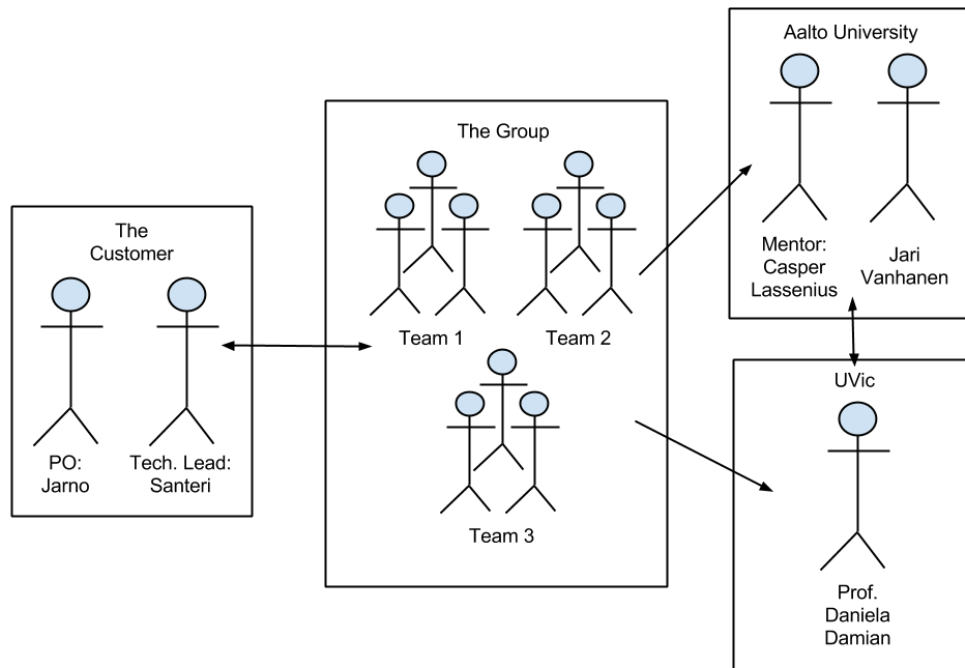 The
Customer
PO:
Jarno
Tech. Lead:
Santeri
The Group
Team 1
Team 2
Team 3
Aalto University
Mentor:
Casper
Lassenius
Jari
Vanhanen
UVic
Prof.
Daniela
Damian